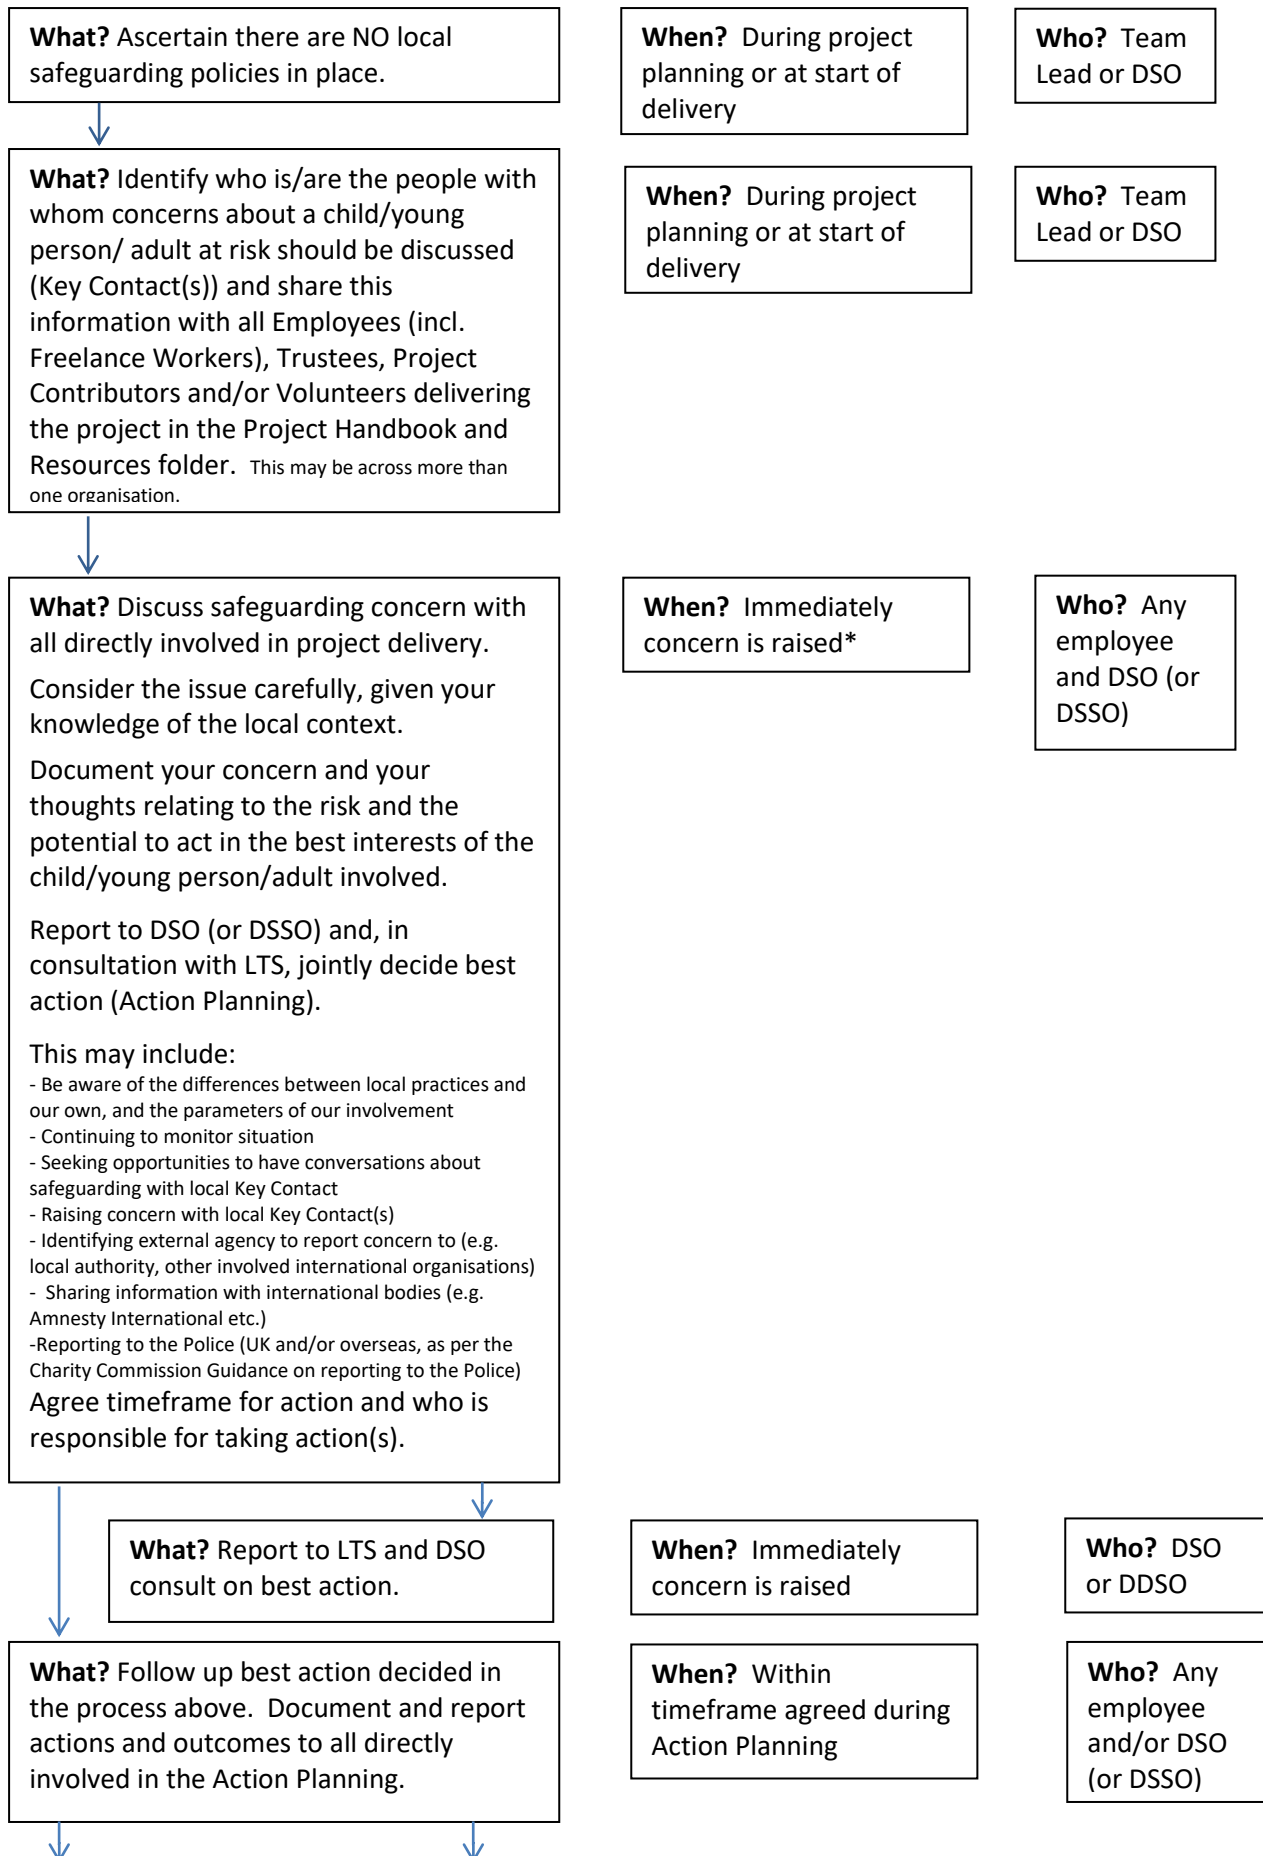 What? Ascertain there are NO local
safeguarding policies in place.
When? During project
planning or at start of
delivery
Who? Team
Lead or DSO
What? Identify who is/are the people with
whom concerns about a child/young
person/ adult at risk should be discussed
(Key Contact(s)) and share this
information with all Employees (incl.
Freelance Workers), Trustees, Project
Contributors and/or Volunteers delivering
the project in the Project Handbook and
Resources folder. This may be across more than
one organisation.
When? During project
planning or at start of
delivery
Who? Team
Lead or DSO
What? Discuss safeguarding concern with
all directly involved in project delivery.
Consider the issue carefully, given your
knowledge of the local context.
Document your concern and your
thoughts relating to the risk and the
potential to act in the best interests of the
child/young person/adult involved.
Report to DSO (or DSSO) and, in
consultation with LTS, jointly decide best
action (Action Planning).
This may include:
- Be aware of the differences between local practices and
our own, and the parameters of our involvement
- Continuing to monitor situation
- Seeking opportunities to have conversations about
safeguarding with local Key Contact
- Raising concern with local Key Contact(s)
- Identifying external agency to report concern to (e.g.
local authority, other involved international organisations)
- Sharing information with international bodies (e.g.
Amnesty International etc.)
-Reporting to the Police (UK and/or overseas, as per the
Charity Commission Guidance on reporting to the Police)
Agree timeframe for action and who is
responsible for taking action(s).
When? Immediately
concern is raised*
Who? Any
employee
and DSO (or
DSSO)
What? Report to LTS and DSO
consult on best action.
When? Immediately
concern is raised
Who? DSO
or DDSO
What? Follow up best action decided in
the process above. Document and report
actions and outcomes to all directly
involved in the Action Planning.
When? Within
timeframe agreed during
Action Planning
Who? Any
employee
and/or DSO
(or DSSO)